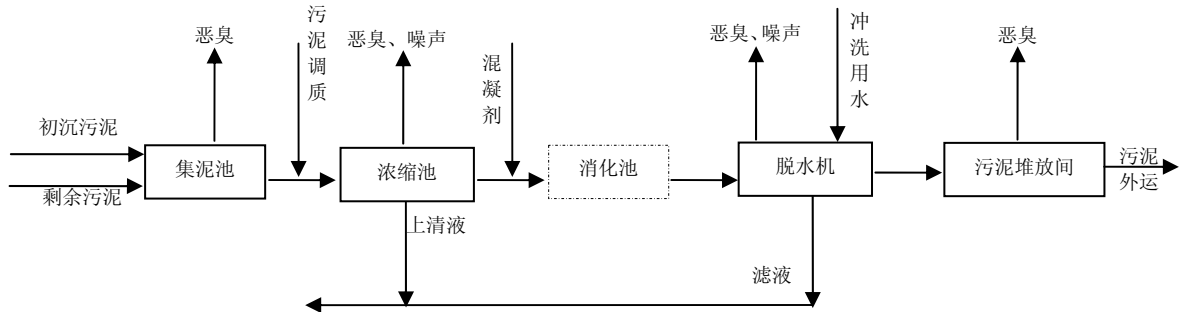 恶臭
污泥调质
恶臭、噪声
混凝剂
恶臭、噪声
冲洗用水
恶臭
初沉污泥
剩余污泥
集泥池
浓缩池
消化池
脱水机
污泥堆放间
污泥
外运
上清液
滤液